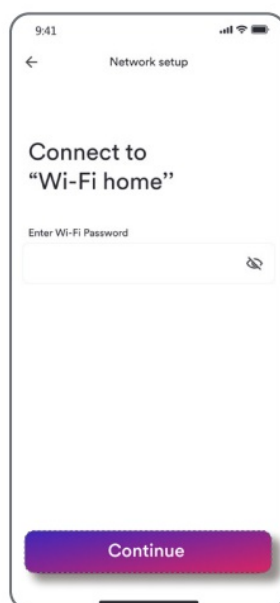 9:41
Network setup
Connect to
“Wi-Fi home’’
Enter Wi-Fi Password
Continue